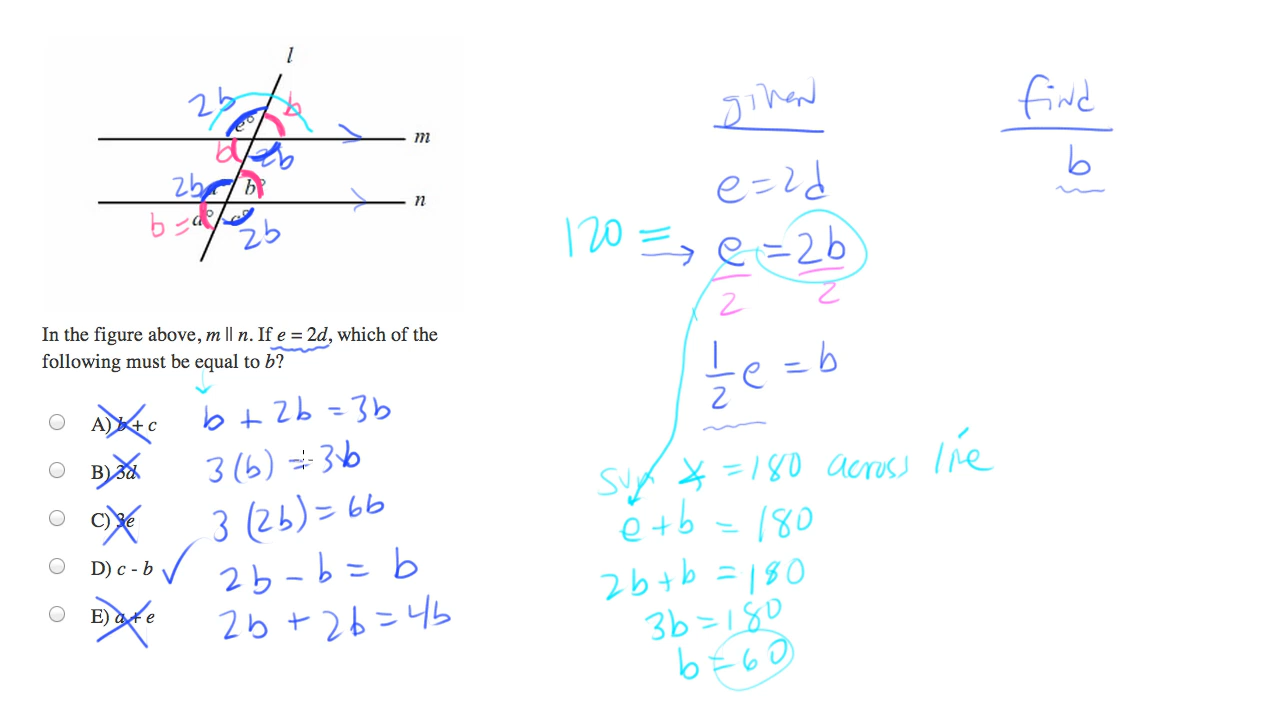 l
2b b
e°
m
b 2b
2b b°
n
b = d° 2b
In the figure above, m || n. If e = 2d, which of the
following must be equal to b?
A) b + c b + 2b = 3b
B) 3d 3(b) = 3b
C) 3e 3(2b) = 6b
D) c - b ✓ 2b - b = b
E) a + e 2b + 2b = 4b
given
e = 2d
120 = → e = 2b
2 2
1/2 e = b
= 180 across line
e + b = 180
2b + b = 180
3b = 180
b = 60
find
b